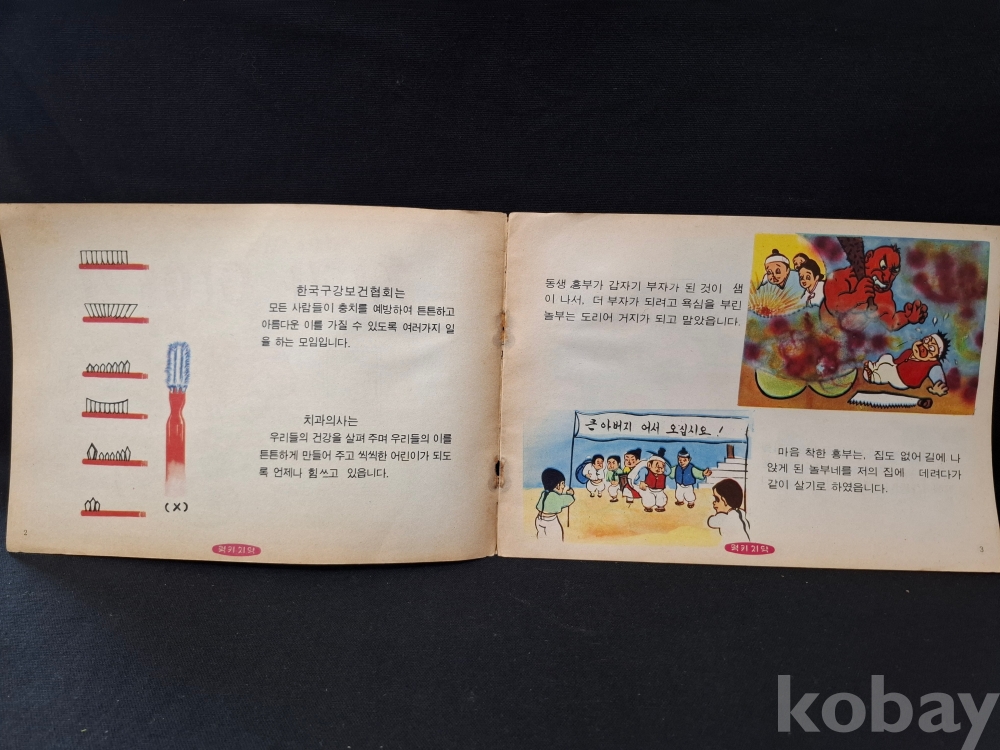 한국구강보건협회는
모든 사람들이 충치를 예방하여 튼튼하고
아름다운 이를 가질 수 있도록 여러가지 일
을 하는 모임입니다.
치과의사는
우리들의 건강을 살펴 주며 우리들의 이를
튼튼하게 만들어 주고 씩씩한 어린이가 되도
록 언제나 힘쓰고 있읍니다.
(×)
2
럭키치약
동생 흥부가 갑자기 부자가 된 것이 샘
이 나서, 더 부자가 되려고 욕심을 부린
놀부는 도리어 거지가 되고 말았읍니다.
큰아버지 어서 오십시오!
마음 착한 흥부는, 집도 없어 길에 나
앉게 된 놀부네를 저의 집에 데려다가
같이 살기로 하였읍니다.
럭키치약
3
kobay